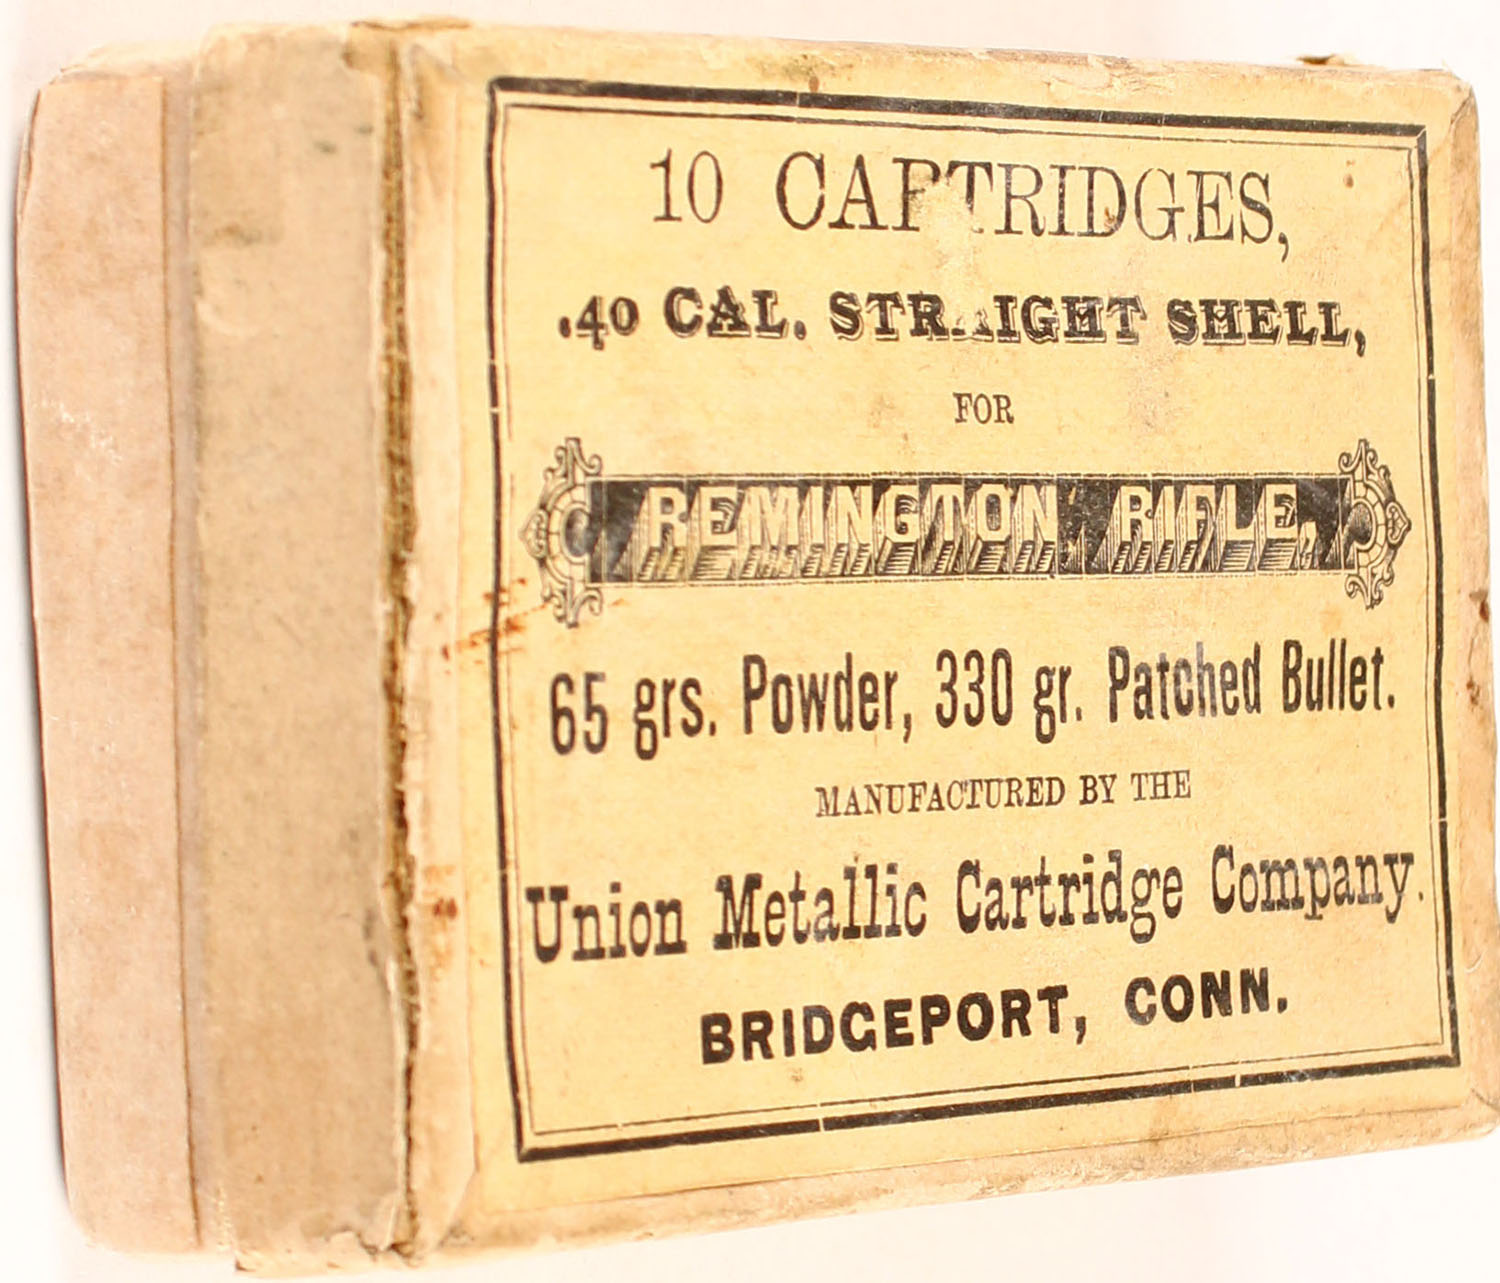 10 CARTRIDGES,
.40 CAL. STRAIGHT SHELL,
FOR
REMINGTON RIFLE,
65 grs. Powder, 330 gr. Patched Bullet.
MANUFACTURED BY THE
Union Metallic Cartridge Company.
BRIDGEPORT, CONN.